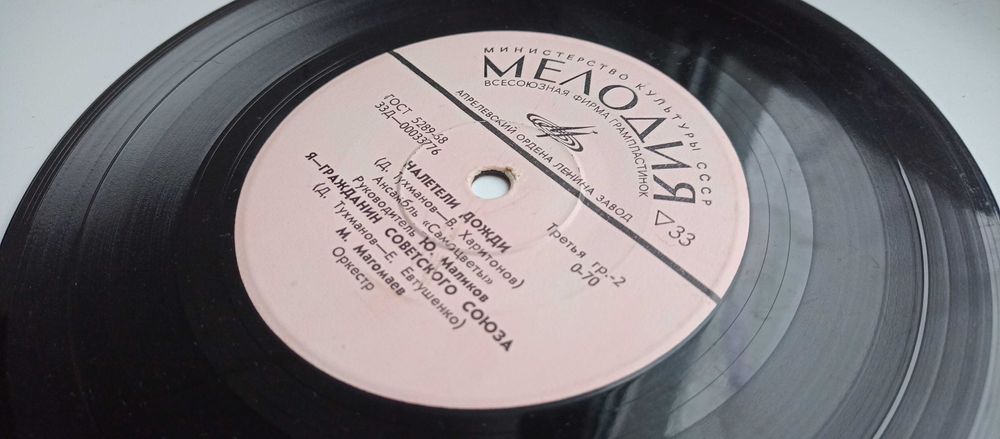 МИНИСТЕРСТВО КУЛЬТУРЫ СССР
МЕЛОДИЯ
ВСЕСОЮЗНАЯ ФИРМА ГРАМПЛАСТИНОК
АПРЕЛЕВСКИЙ ОРДЕНА ЛЕНИНА ЗАВОД
▽33
ГОСТ 5289-68
33Д 00033776
Третья гр.-2
0-70
НАЛЕТЕЛИ ДОЖДИ
(Д. Тухманов—В. Харитонов)
Ансамбль «Самоцветы»
Руководитель Ю. Маликов
Я—ГРАЖДАНИН СОВЕТСКОГО СОЮЗА
(Д. Тухманов—Е. Евтушенко)
М. Магомаев
Оркестр